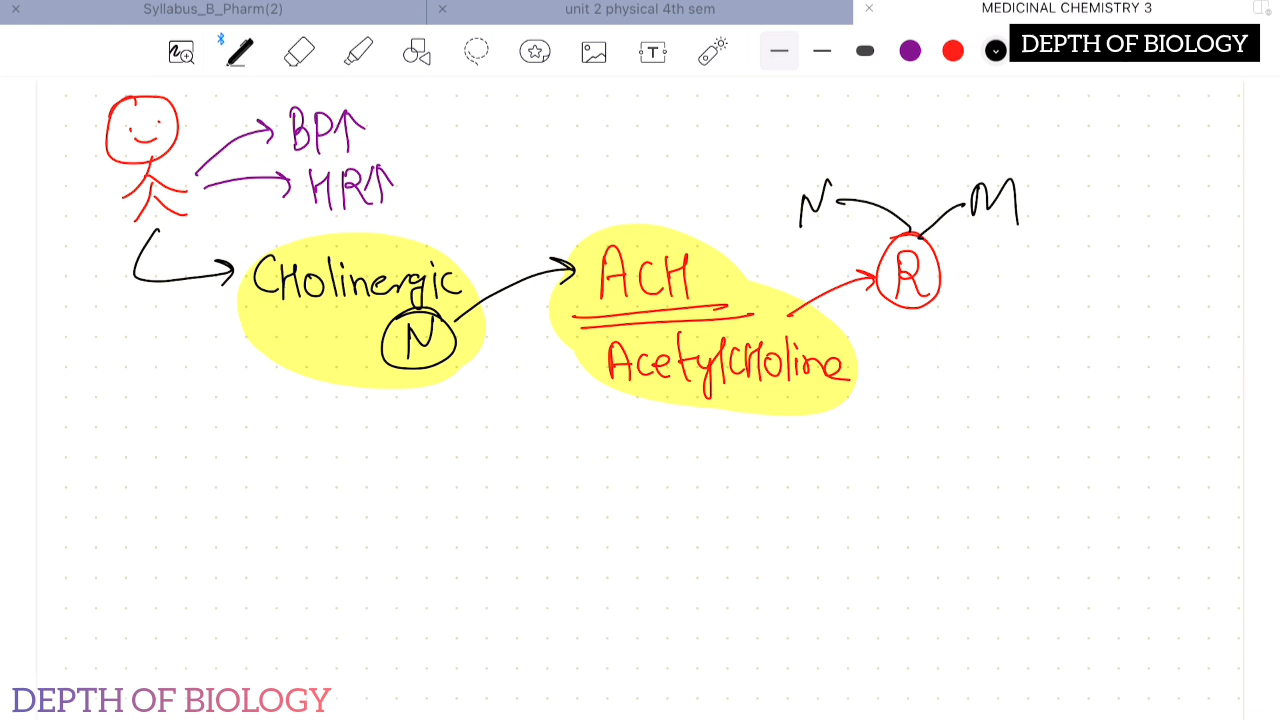 Syllabus_B_Pharm(2)
unit 2 physical 4th sem
MEDICINAL CHEMISTRY 3
DEPTH OF BIOLOGY
BP↑
HR↑
N M
CHolinergic
N
ACH
R
AcetylCHoline
DEPTH OF BIOLOGY